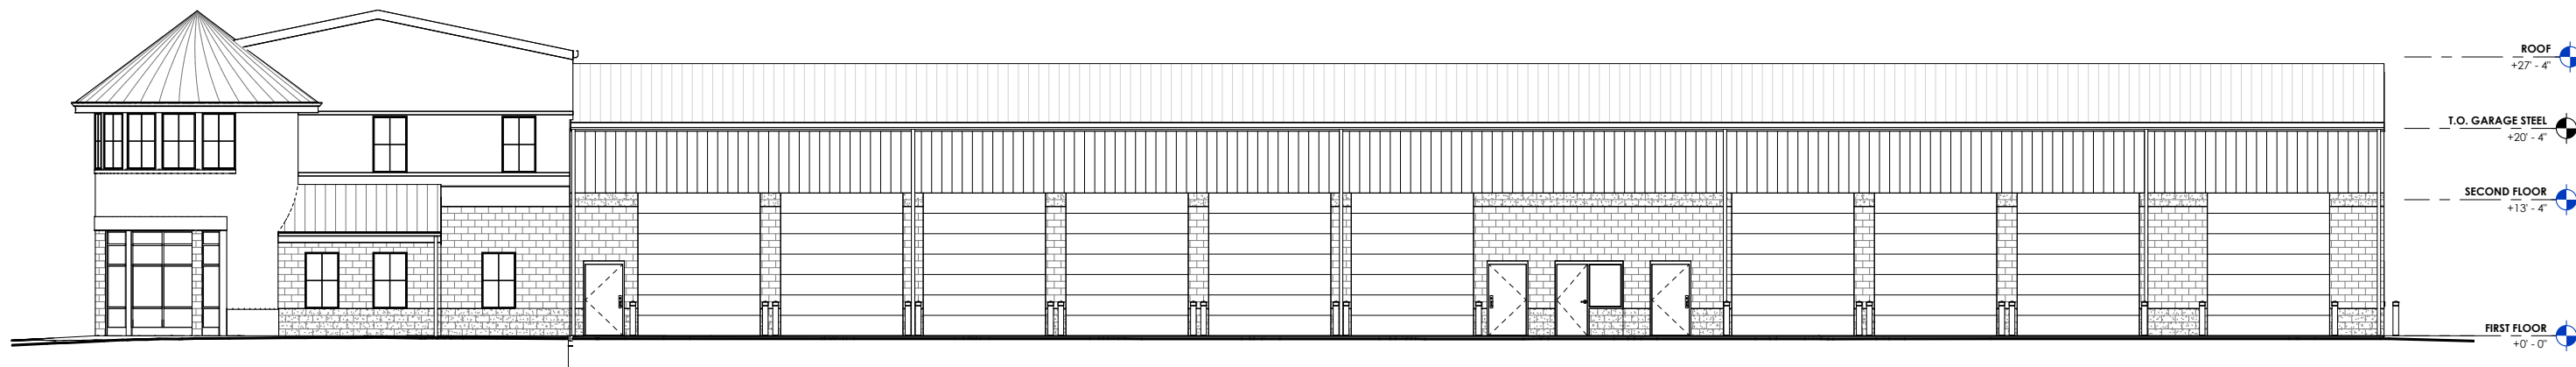 ROOF
+27' - 4"
T.O. GARAGE STEEL
+20' - 4"
SECOND FLOOR
+13' - 4"
FIRST FLOOR
+0' - 0"